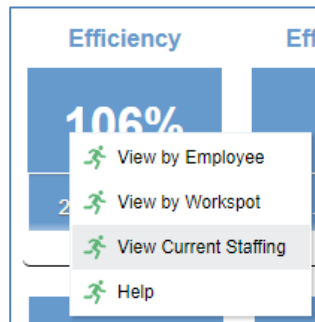 Efficiency
Eff
106%
View by Employee
2
View by Workspot
View Current Staffing
Help